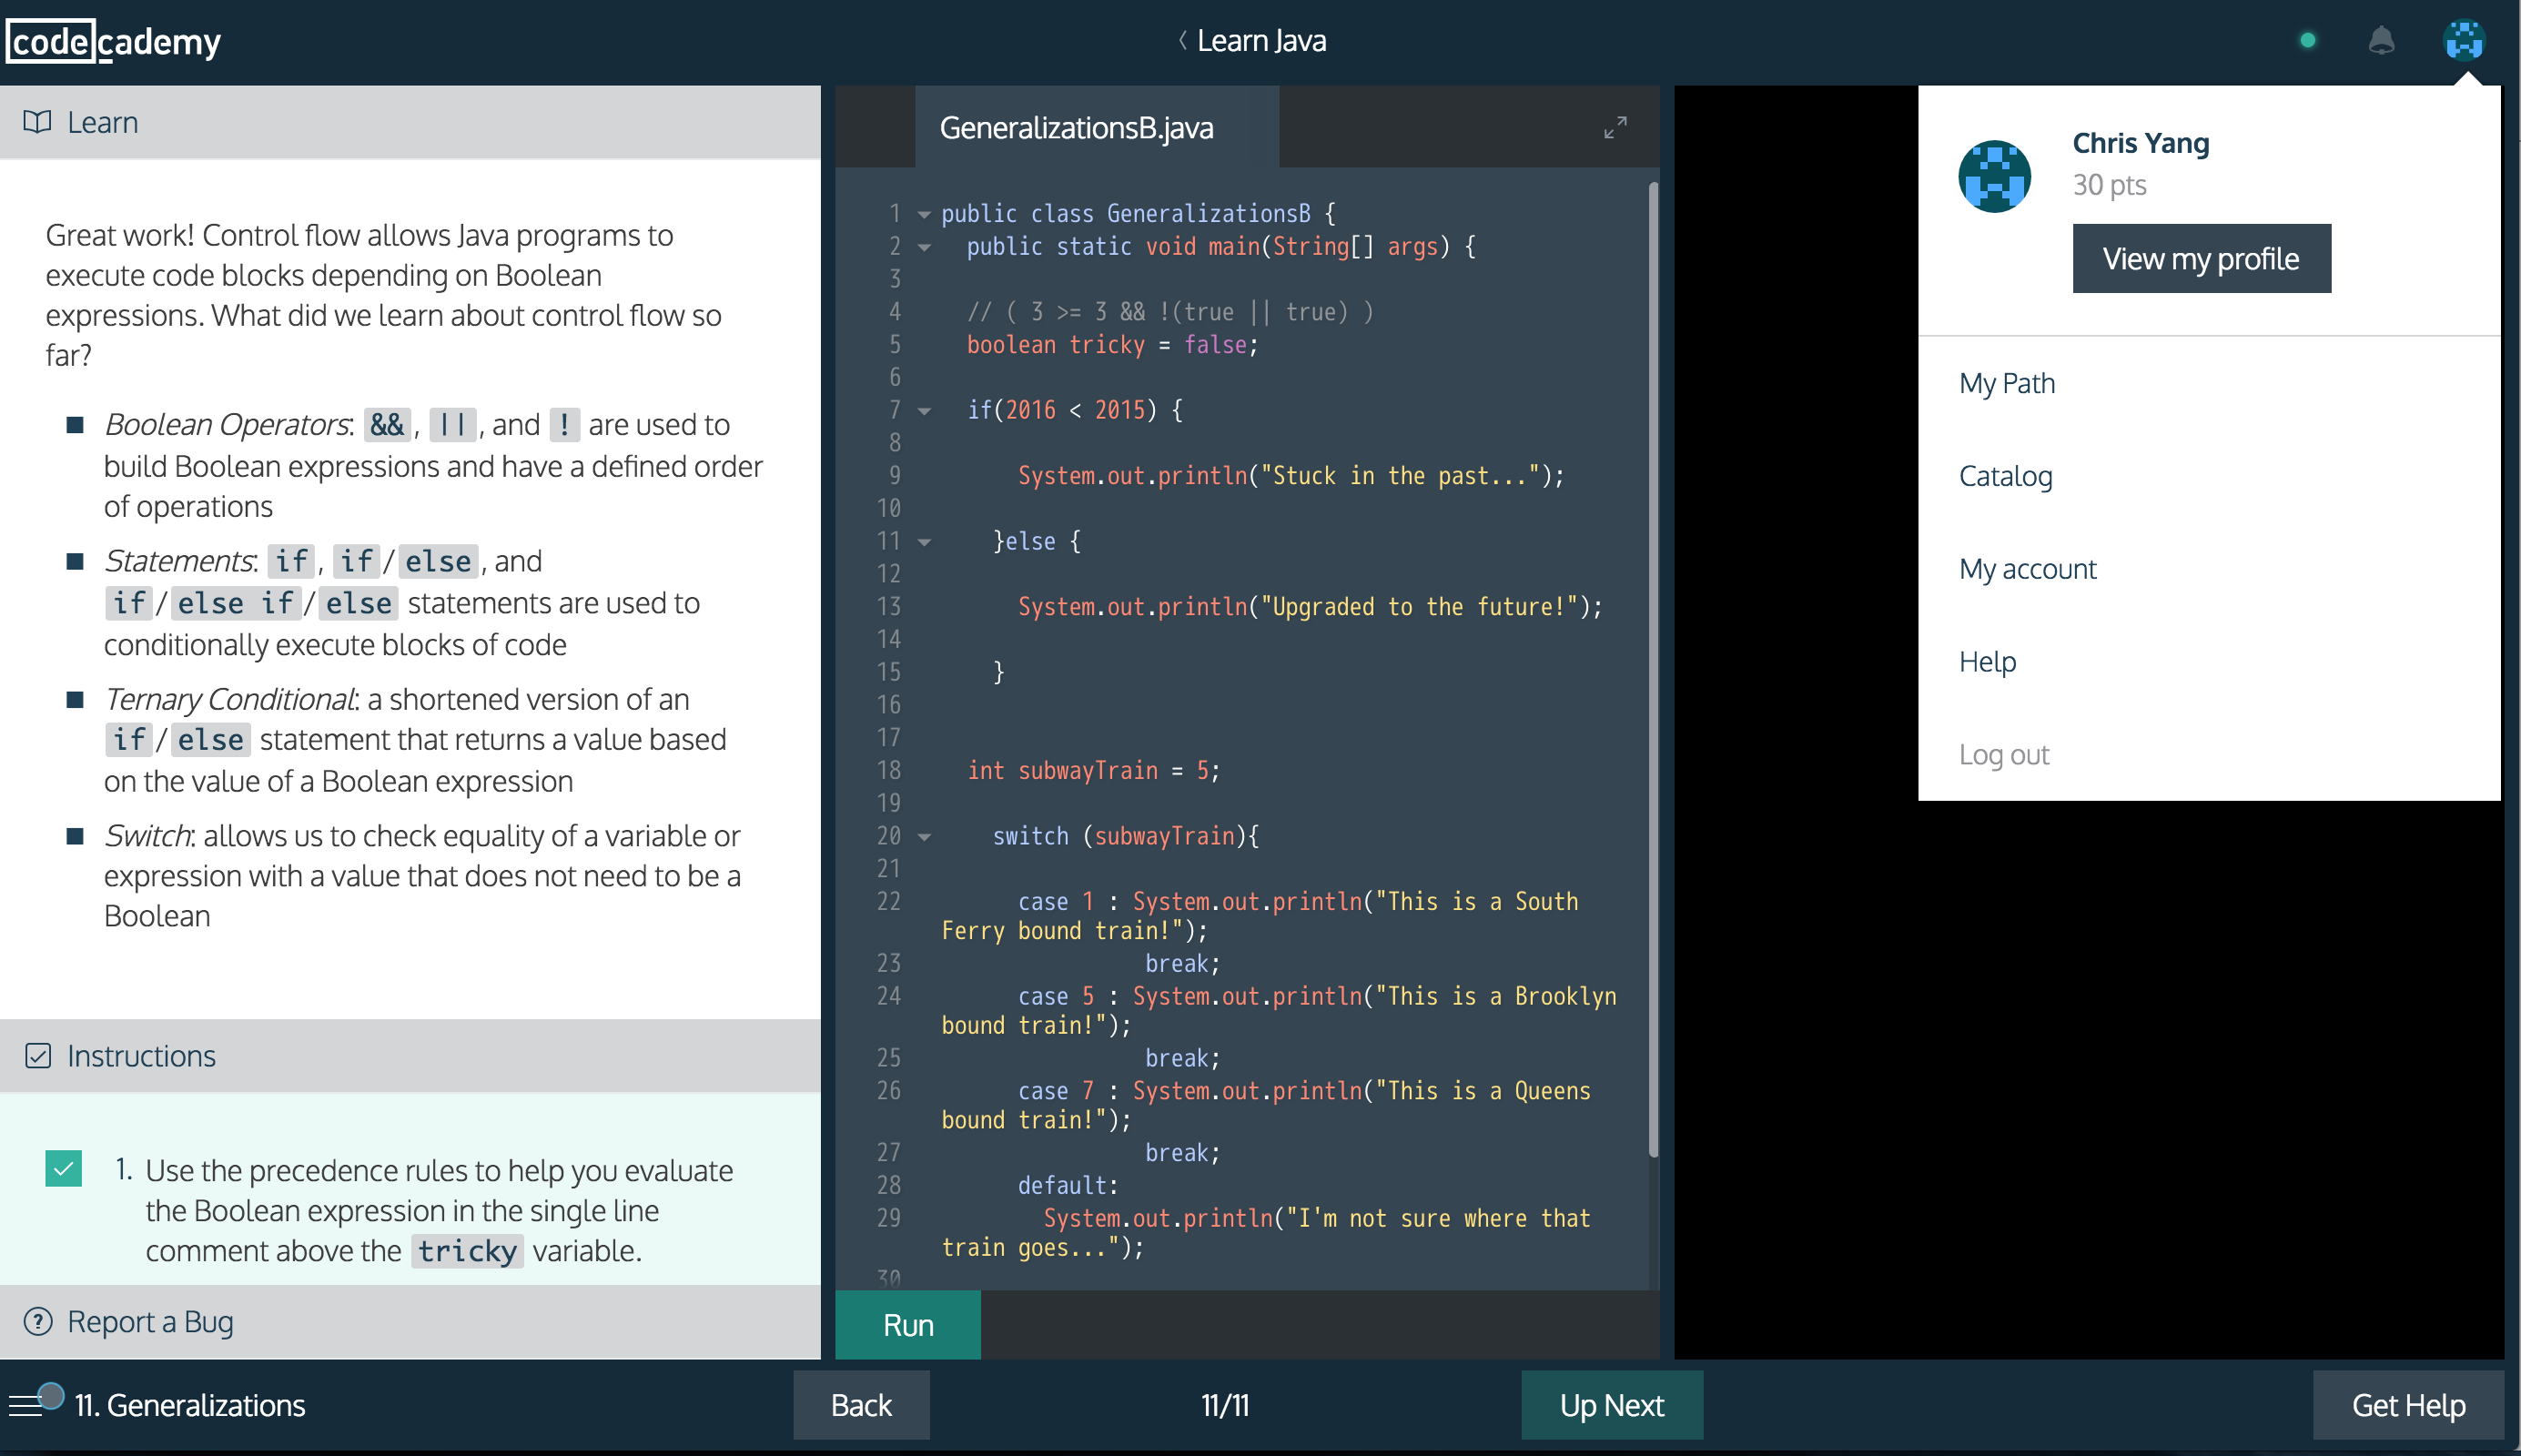 codecademy
Learn Java
Learn
Great work! Control flow allows Java programs to
execute code blocks depending on Boolean
expressions. What did we learn about control flow so
far?
Boolean Operators: &&, ||, and ! are used to
build Boolean expressions and have a defined order
of operations
Statements: if, if/else, and
if/else if/else statements are used to
conditionally execute blocks of code
Ternary Conditional: a shortened version of an
if/else statement that returns a value based
on the value of a Boolean expression
Switch: allows us to check equality of a variable or
expression with a value that does not need to be a
Boolean
Instructions
1. Use the precedence rules to help you evaluate
the Boolean expression in the single line
comment above the tricky variable.
Report a Bug
GeneralizationsB.java
1 public class GeneralizationsB {
2 public static void main(String[] args) {
3
4 // ( 3 >= 3 && !(true || true) )
5 boolean tricky = false;
6
7 if(2016 < 2015) {
8
9 System.out.println("Stuck in the past...");
10
11 }else {
12
13 System.out.println("Upgraded to the future!");
14
15 }
16
17
18 int subwayTrain = 5;
19
20 switch (subwayTrain){
21
22 case 1 : System.out.println("This is a South
Ferry bound train!");
23 break;
24 case 5 : System.out.println("This is a Brooklyn
bound train!");
25 break;
26 case 7 : System.out.println("This is a Queens
bound train!");
27 break;
28 default:
29 System.out.println("I'm not sure where that
train goes...");
30
Run
Chris Yang
30 pts
View my profile
My Path
Catalog
My account
Help
Log out
11. Generalizations
Back
11/11
Up Next
Get Help